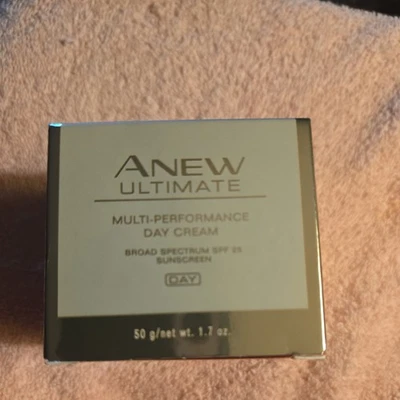 ANEW
ULTIMATE
MULTI-PERFORMANCE
DAY CREAM
BROAD SPECTRUM SPF 25
SUNSCREEN
DAY
50 g/net wt. 1.7 oz.